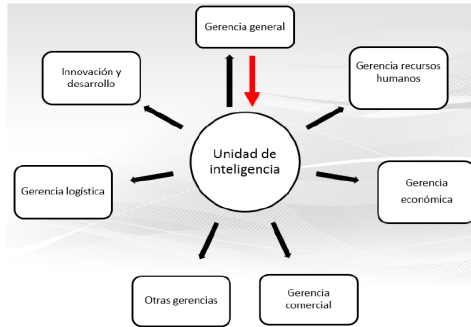 Gerencia general
Innovación y
desarrollo
Gerencia recursos
humanos
Unidad de
inteligencia
Gerencia logística
Gerencia
económica
Otras gerencias
Gerencia
comercial